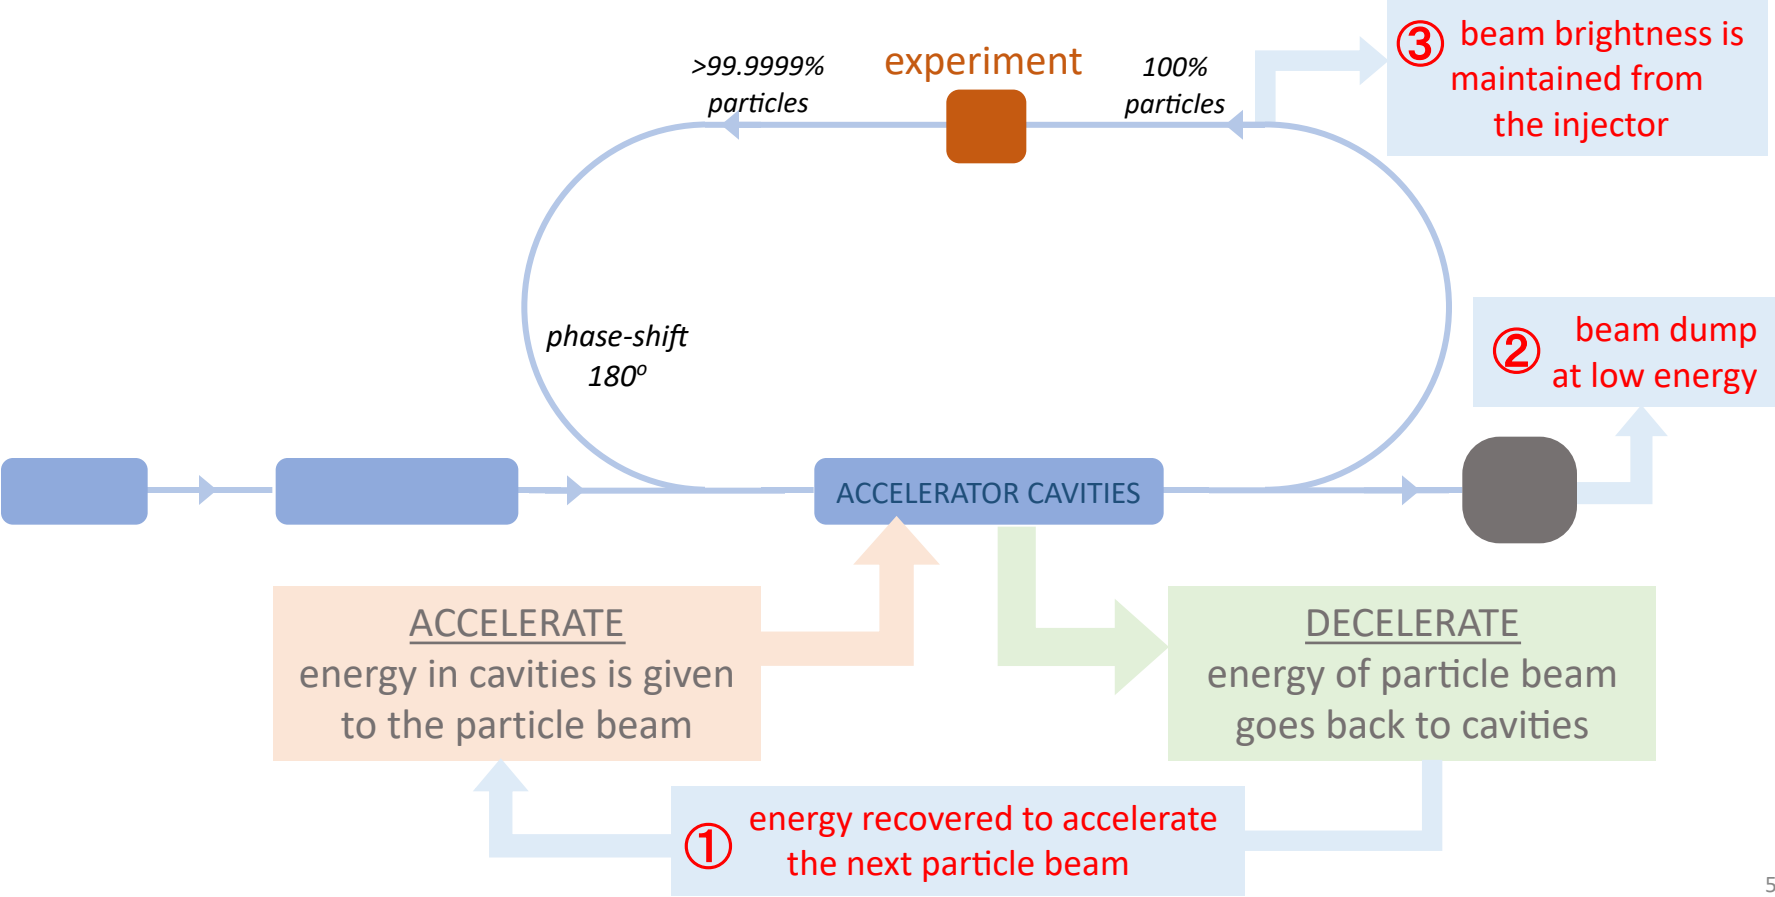 >99.9999%
particles
experiment
100%
particles
③ beam brightness is
maintained from
the injector
phase-shift
180º
② beam dump
at low energy
ACCELERATOR CAVITIES
ACCELERATE
energy in cavities is given
to the particle beam
DECELERATE
energy of particle beam
goes back to cavities
① energy recovered to accelerate
the next particle beam
5